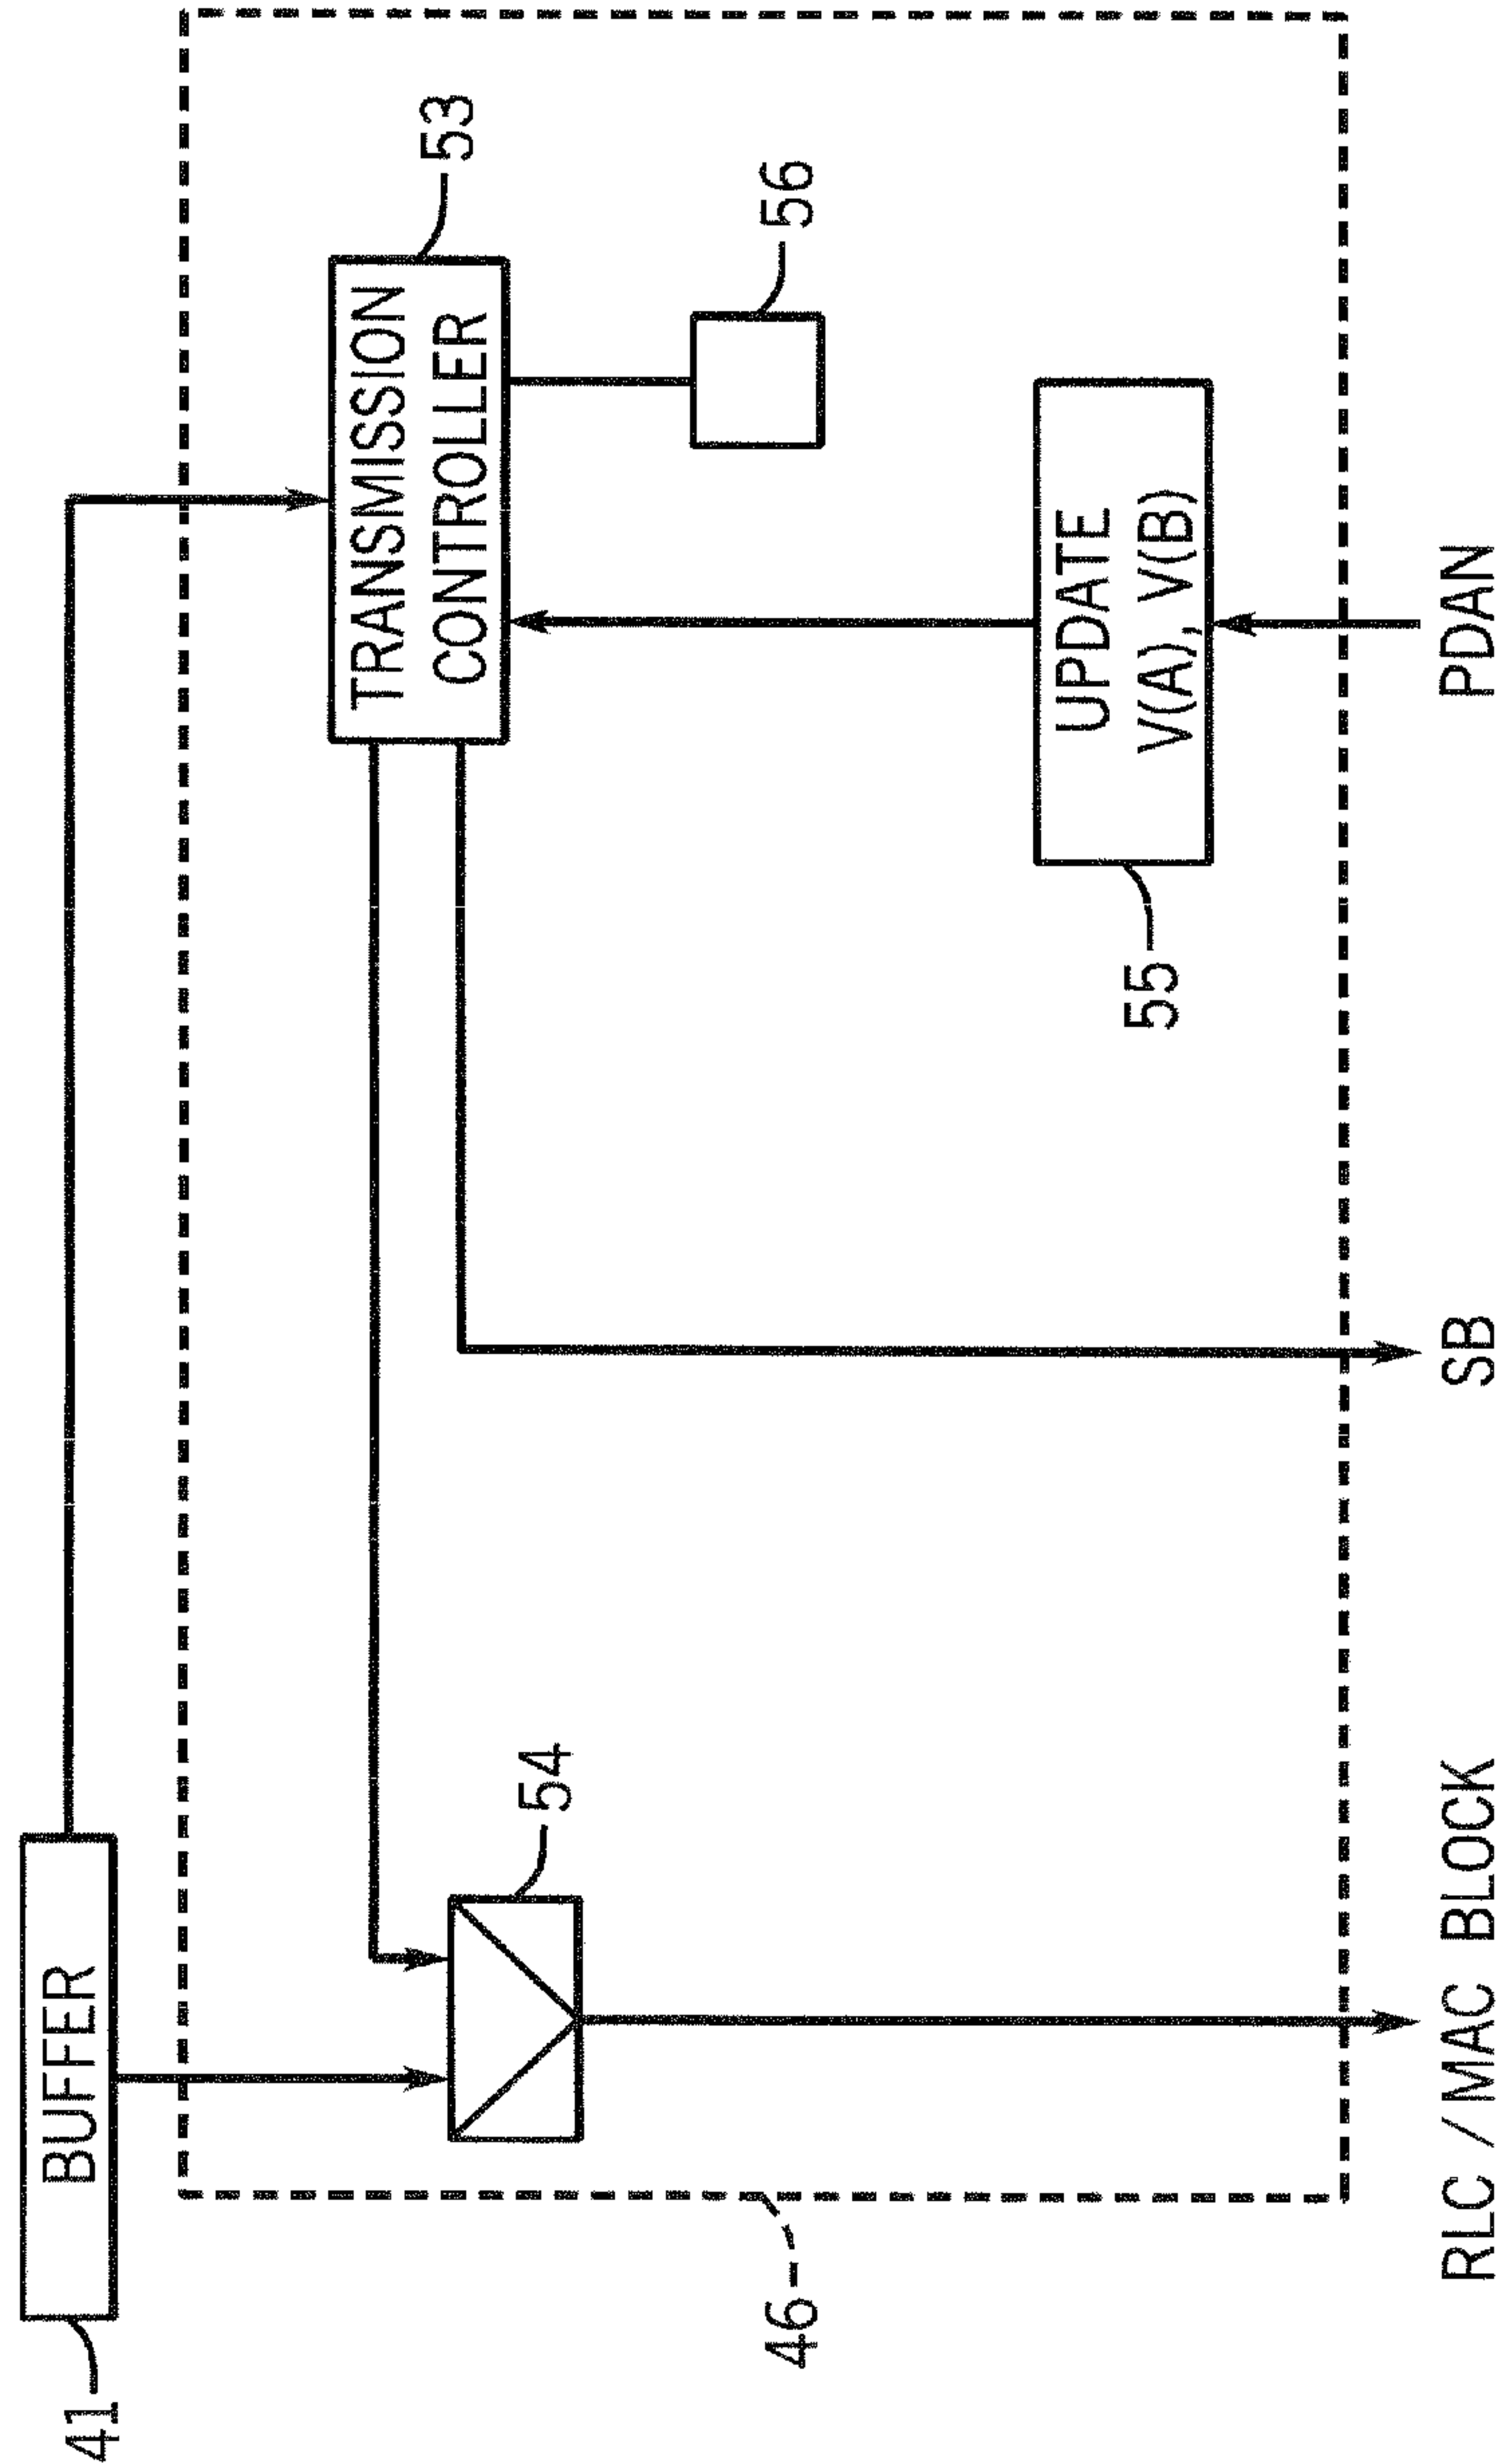 41
BUFFER
TRANSMISSION
CONTROLLER
53
54
56
46
UPDATE
V(A), V(B)
55
RLC / MAC BLOCK
SB
PDAN